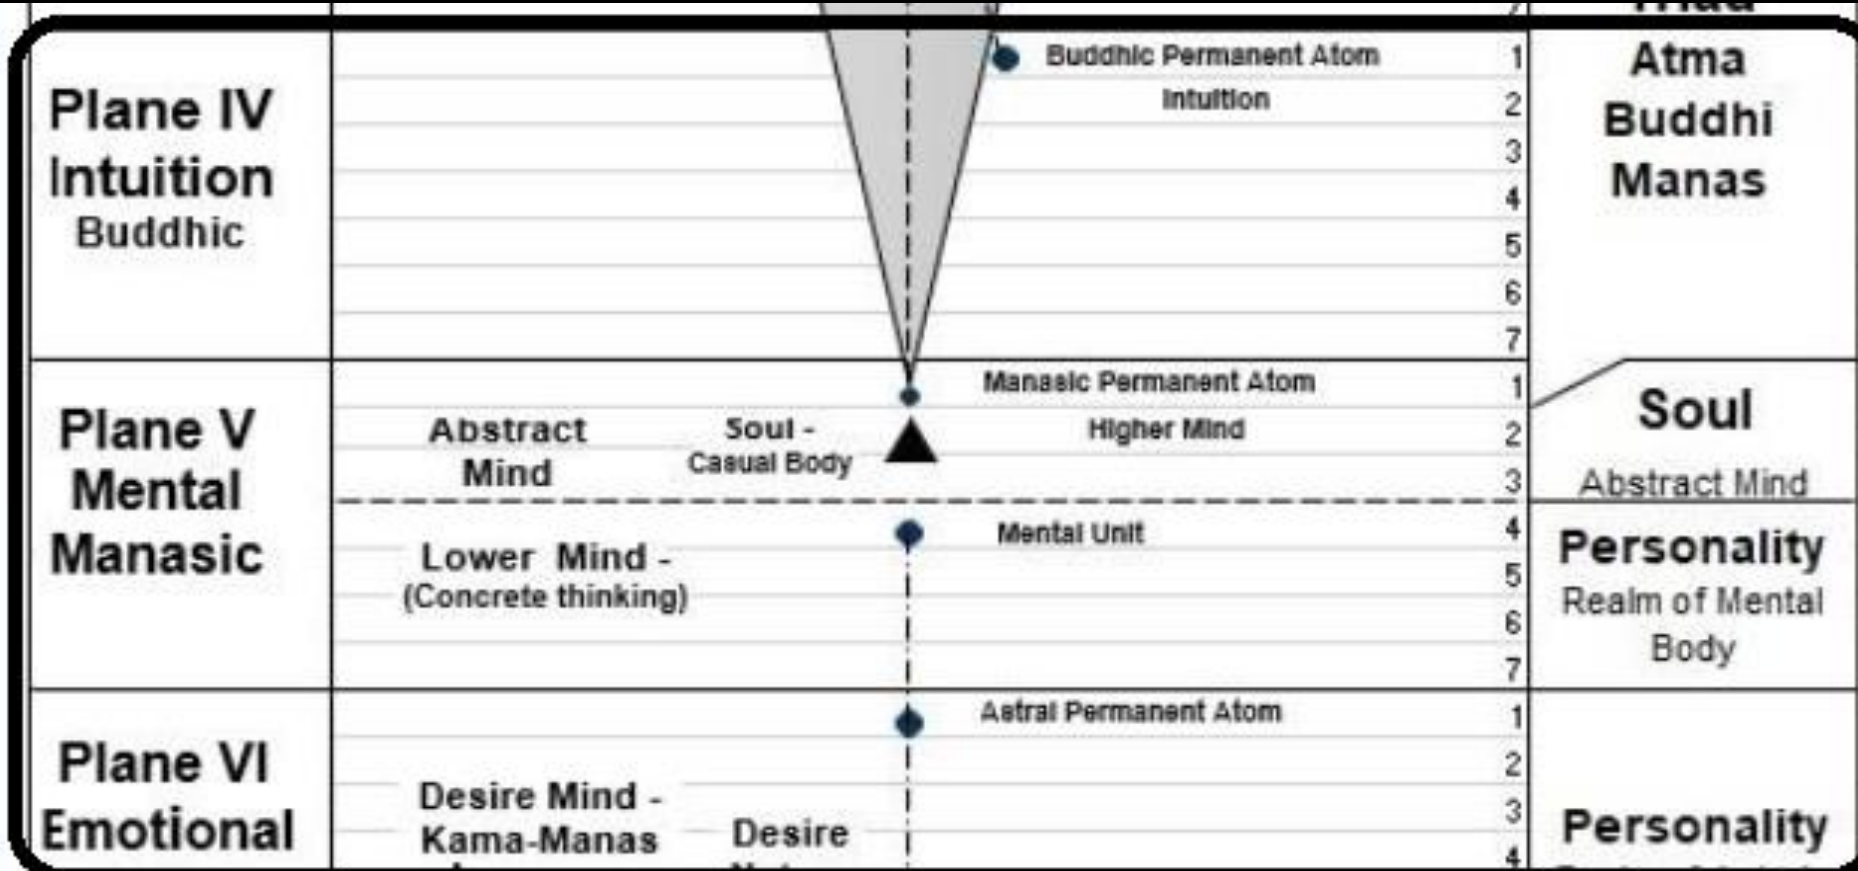 Triad
7
Plane IV
Intuition
Buddhic
Buddhic Permanent Atom
Intuition
1
2
3
4
5
6
7
Atma
Buddhi
Manas
Plane V
Mental
Manasic
Abstract
Mind
Soul -
Casual Body
Manasic Permanent Atom
Higher Mind
1
2
3
Soul
Abstract Mind
Lower Mind -
(Concrete thinking)
Mental Unit
4
5
6
7
Personality
Realm of Mental
Body
Plane VI
Emotional
Desire Mind -
Kama-Manas
Desire
Astral Permanent Atom
1
2
3
4
Personality